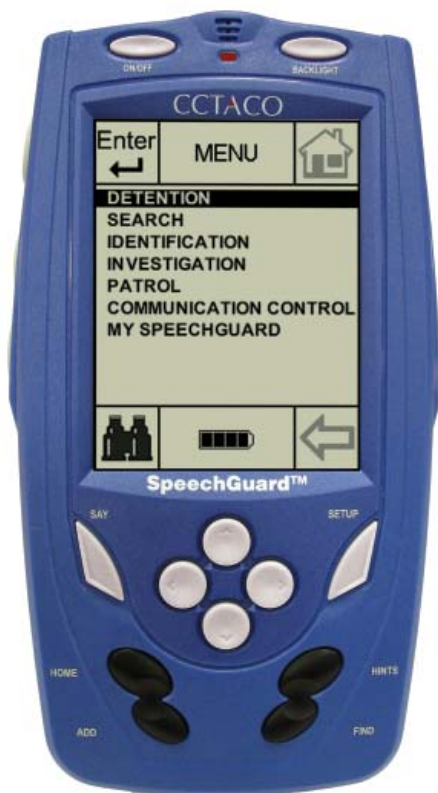 ON/OFF
BACKLIGHT
CCTACO
Enter
MENU
DETENTION
SEARCH
IDENTIFICATION
INVESTIGATION
PATROL
COMMUNICATION CONTROL
MY SPEECHGUARD
SpeechGuard™
SAY
SETUP
HOME
HINTS
ADD
FIND